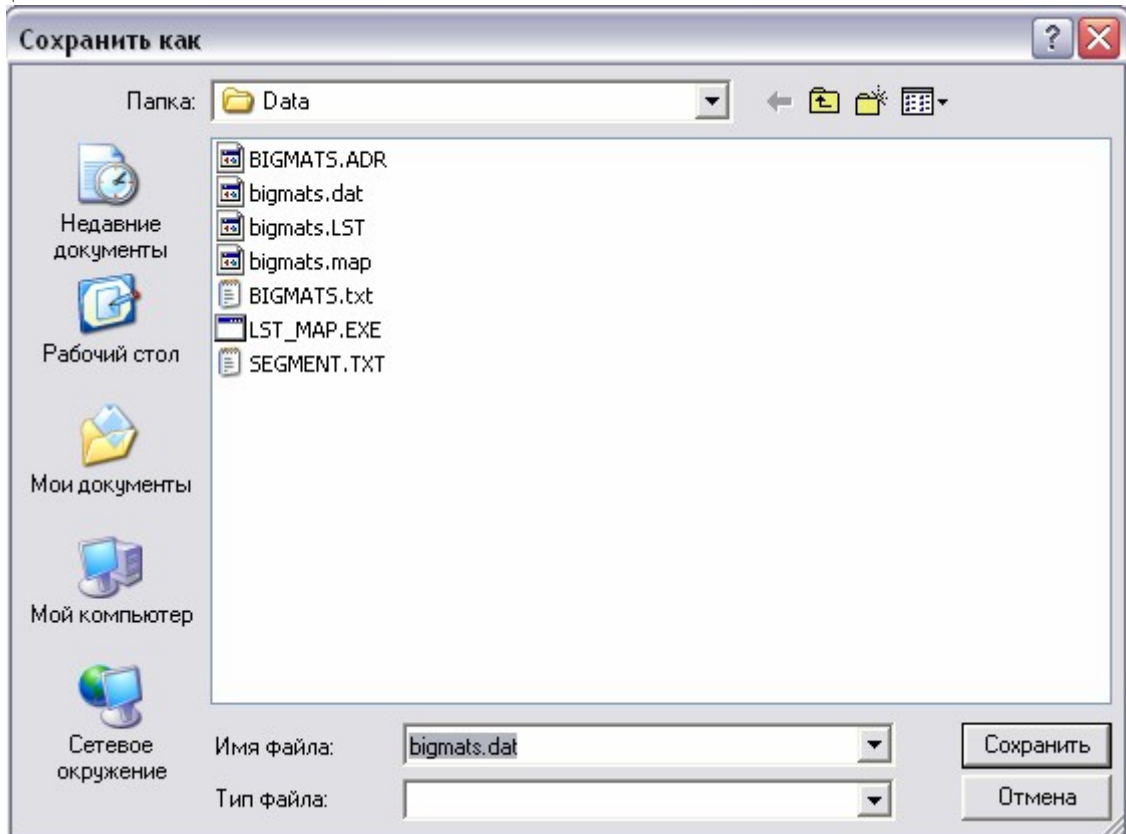 Сохранить как
Папка:
Data
BIGMATS.ADR
bigmats.dat
bigmats.LST
bigmats.map
BIGMATS.txt
LST_MAP.EXE
SEGMENT.TXT
Недавние
документы
Рабочий стол
Мои документы
Мой компьютер
Сетевое
окружение
Имя файла:
bigmats.dat
Сохранить
Тип файла:
Отмена